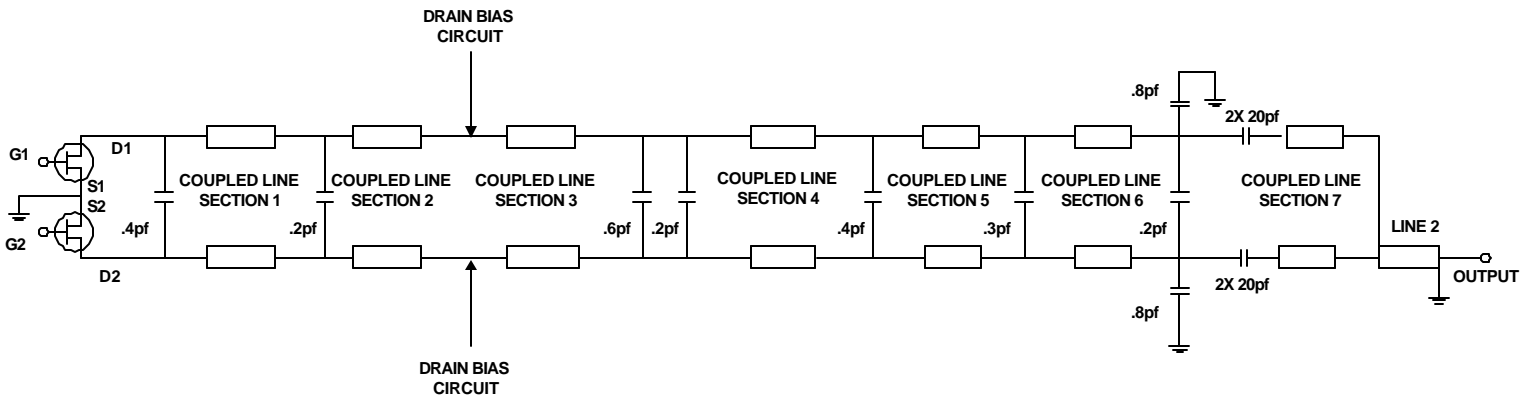 DRAIN BIAS
CIRCUIT
.8pf
2X 20pf
G1
D1
S1
S2
G2
D2
COUPLED LINE
SECTION 1
COUPLED LINE
SECTION 2
COUPLED LINE
SECTION 3
COUPLED LINE
SECTION 4
COUPLED LINE
SECTION 5
COUPLED LINE
SECTION 6
COUPLED LINE
SECTION 7
.4pf
.2pf
.6pf
.2pf
.4pf
.3pf
.2pf
LINE 2
OUTPUT
2X 20pf
.8pf
DRAIN BIAS
CIRCUIT